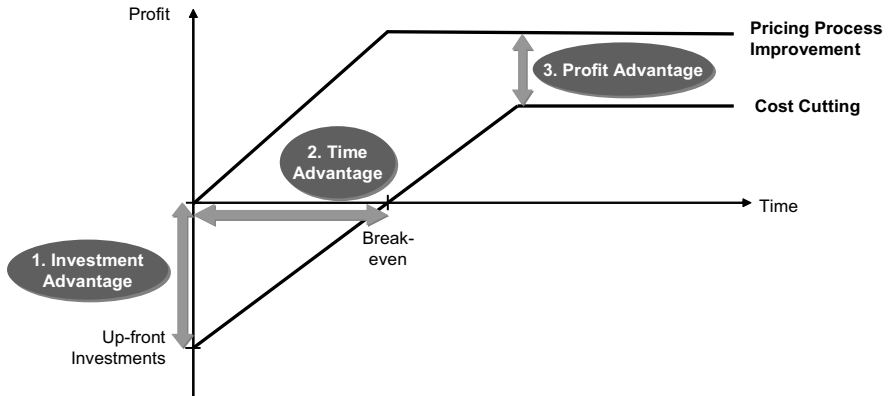 Profit
Pricing Process
Improvement
3. Profit Advantage
Cost Cutting
2. Time
Advantage
Time
Break-
even
1. Investment
Advantage
Up-front
Investments